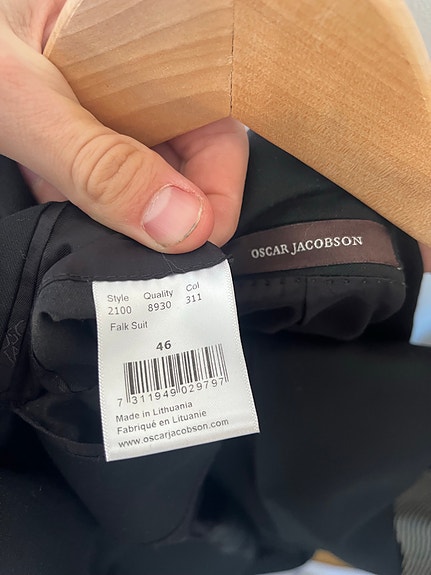 OSCAR JACOBSON
Style Quality Col
2100 8930 311
Falk Suit
46
7 311949 029797
Made in Lithuania
Fabriqué en Lituanie
www.oscarjacobson.com